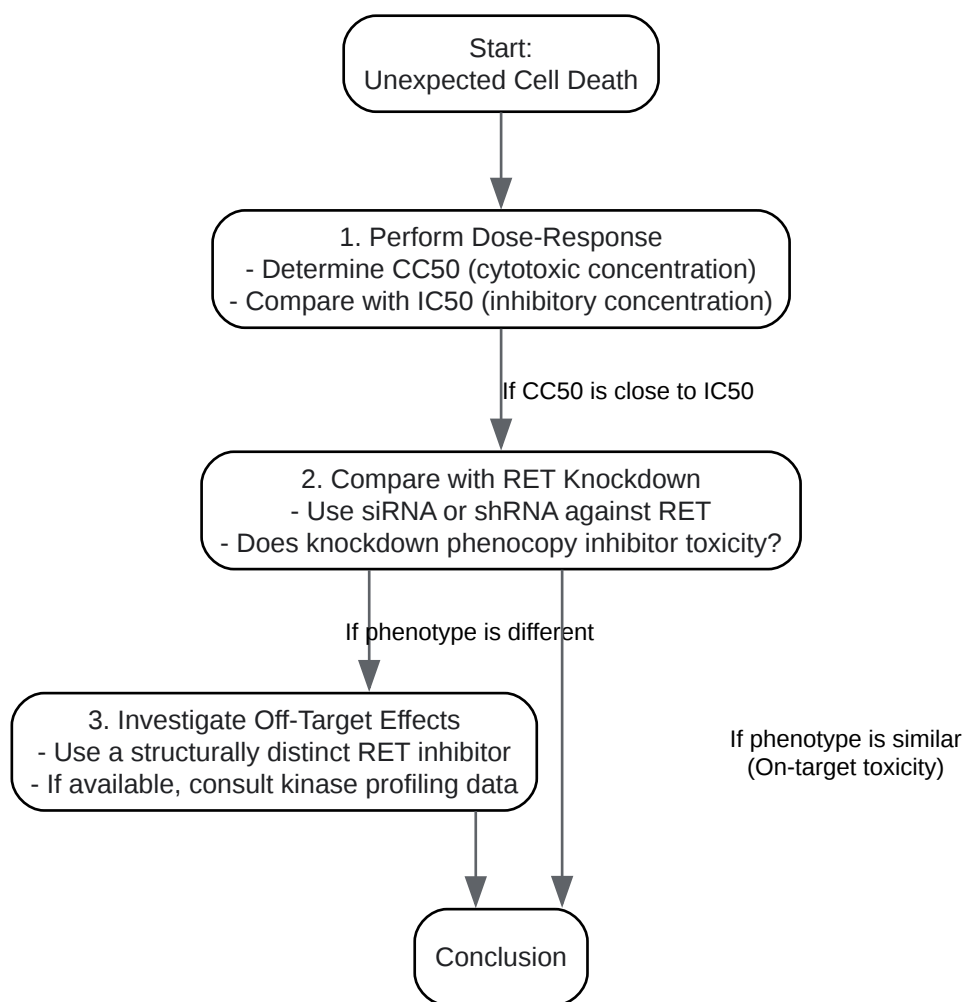 Start:
Unexpected Cell Death
1. Perform Dose-Response
- Determine CC50 (cytotoxic concentration)
- Compare with IC50 (inhibitory concentration)
If CC50 is close to IC50
2. Compare with RET Knockdown
- Use siRNA or shRNA against RET
- Does knockdown phenocopy inhibitor toxicity?
If phenotype is different
3. Investigate Off-Target Effects
- Use a structurally distinct RET inhibitor
- If available, consult kinase profiling data
If phenotype is similar
(On-target toxicity)
Conclusion